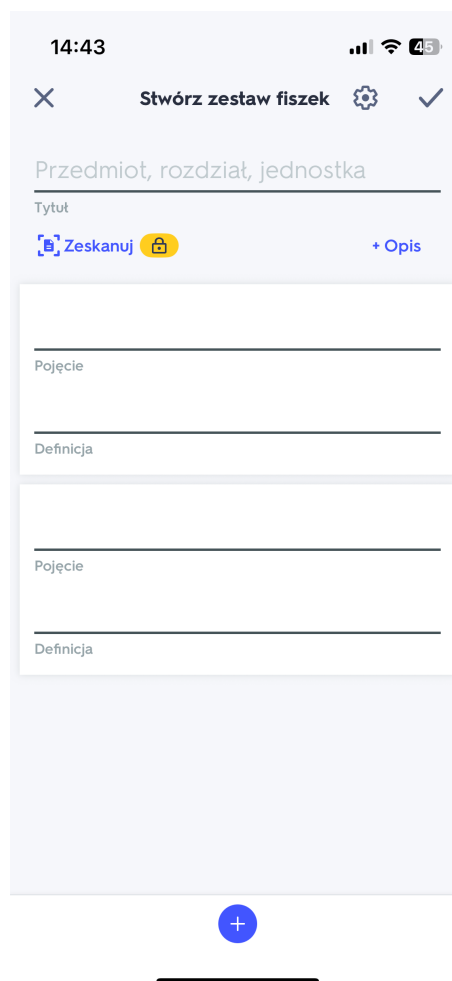 14:43
45
Stwórz zestaw fiszek
Przedmiot, rozdział, jednostka
Tytuł
Zeskanuj
+ Opis
Pojęcie
Definicja
Pojęcie
Definicja